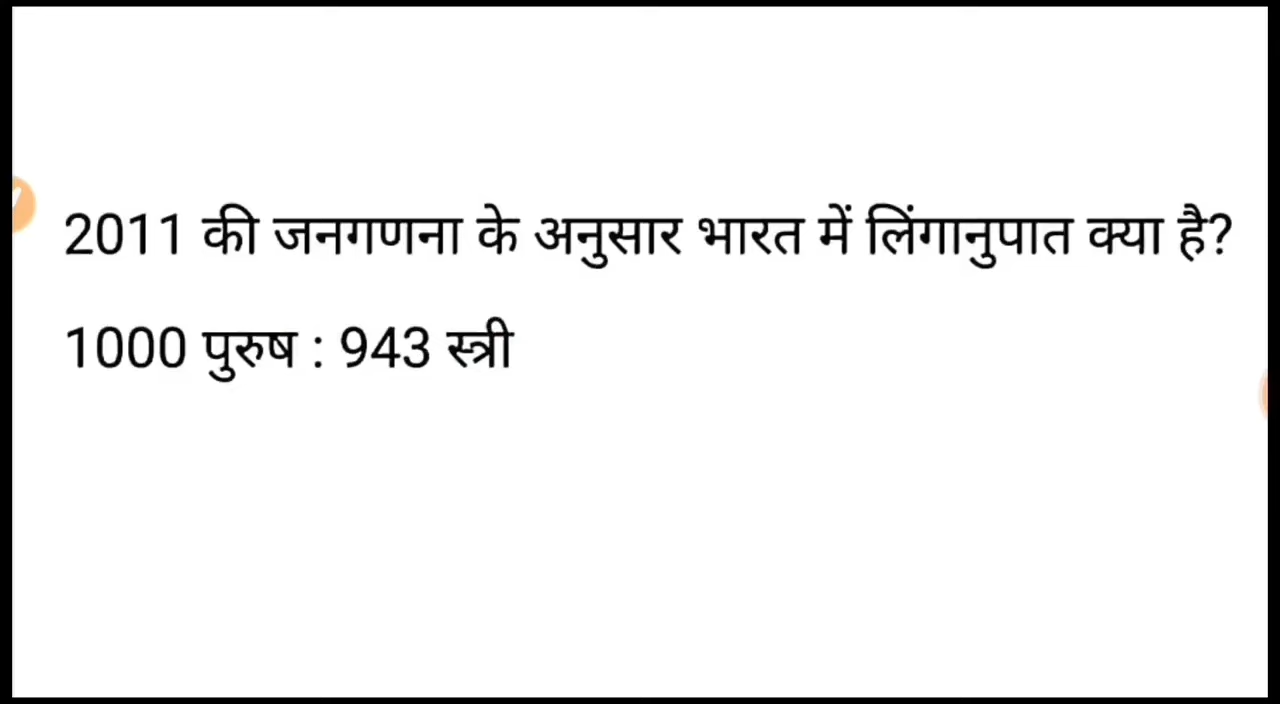 2011 की जनगणना के अनुसार भारत में लिंगानुपात क्या है?
1000 पुरुष : 943 स्त्री